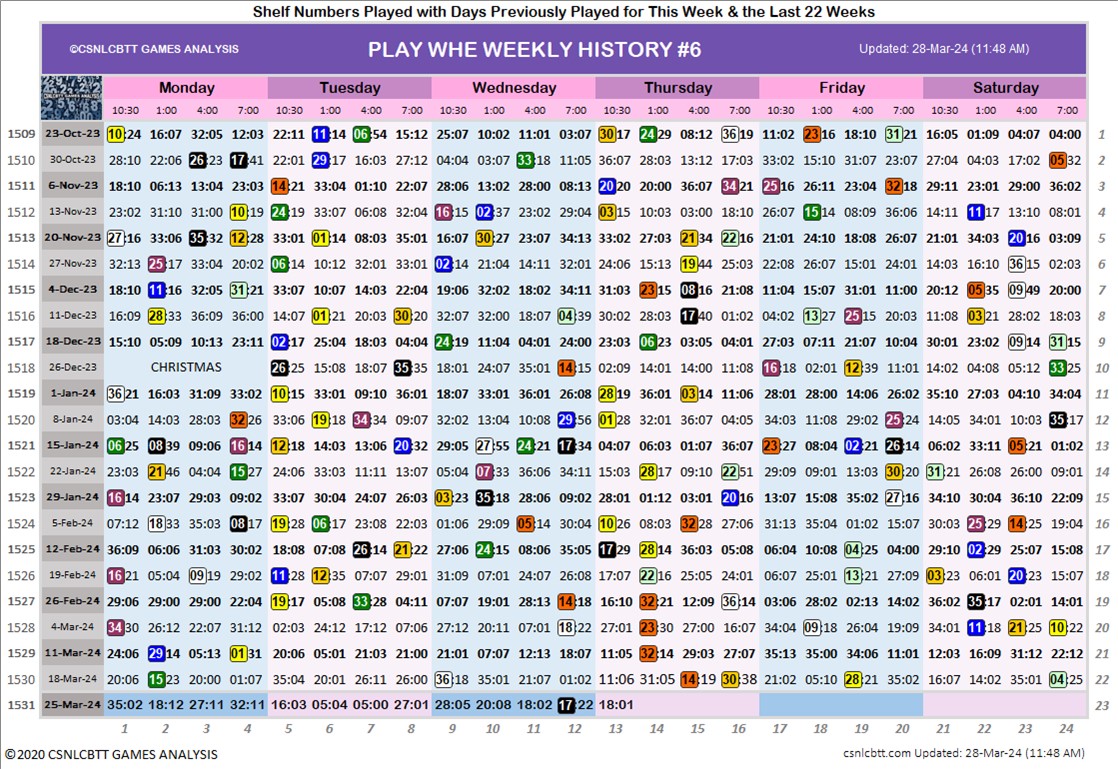 Shelf Numbers Played with Days Previously Played for This Week & the Last 22 Weeks
©CSNLCBTT GAMES ANALYSIS PLAY WHE WEEKLY HISTORY #6 Updated: 28-Mar-24 (11:48 AM)
Monday Tuesday Wednesday Thursday Friday Saturday
10:30 1:00 4:00 7:00 10:30 1:00 4:00 7:00 10:30 1:00 4:00 7:00 10:30 1:00 4:00 7:00 10:30 1:00 4:00 7:00 10:30 1:00 4:00 7:00
1509 23-Oct-23 10:24 16:07 32:05 12:03 22:11 11:14 06:54 15:12 25:07 10:02 11:01 03:07 30:17 24:29 08:12 36:19 11:02 23:16 18:10 31:21 16:05 01:09 04:07 04:00 1
1510 30-Oct-23 28:10 22:06 26:23 17:41 22:01 29:17 16:03 27:12 04:04 03:07 33:18 11:05 36:07 28:03 13:12 17:03 33:02 15:10 31:07 23:07 27:04 04:03 17:02 05:32 2
1511 6-Nov-23 18:10 06:13 13:04 23:03 14:21 33:04 01:10 22:07 28:06 13:02 28:00 08:13 20:20 20:00 36:07 34:21 25:16 26:11 23:04 32:18 29:11 23:01 29:00 36:02 3
1512 13-Nov-23 23:02 31:10 31:00 10:19 24:19 33:07 06:08 32:04 16:15 02:37 23:02 29:04 03:15 10:03 03:00 18:10 26:07 15:14 08:09 36:06 14:11 11:17 13:10 08:01 4
1513 20-Nov-23 27:16 33:06 35:32 12:28 33:01 01:14 08:03 35:01 16:07 30:27 23:07 34:13 33:02 27:03 15:34 22:16 21:01 24:10 18:08 26:07 21:01 34:03 20:16 03:09 5
1514 27-Nov-23 32:13 25:17 33:04 20:02 06:14 10:12 32:01 33:01 02:14 21:04 14:11 32:01 24:06 15:13 19:44 25:03 22:08 26:07 15:11 24:01 14:03 16:10 36:15 02:03 6
1515 4-Dec-23 18:10 11:16 32:05 31:21 33:07 10:07 14:03 22:04 19:06 32:02 18:02 34:11 31:03 23:15 08:16 21:08 11:04 15:07 31:01 11:00 20:12 05:35 09:49 20:00 7
1516 11-Dec-23 16:09 28:33 36:09 36:00 14:07 01:21 20:03 30:20 32:07 32:00 18:07 04:39 30:02 28:03 17:40 01:02 04:02 13:27 25:15 20:03 11:08 03:21 28:02 18:03 8
1517 18-Dec-23 15:10 05:09 10:13 23:11 02:17 25:04 18:03 04:04 24:19 11:04 04:01 24:01 23:03 06:23 03:05 04:01 27:03 07:11 21:07 10:04 30:01 23:02 09:14 31:15 9
1518 26-Dec-23 CHRISTMAS 26:25 15:08 18:07 35:35 18:01 24:07 35:01 14:15 02:09 14:01 14:00 11:08 16:18 02:01 12:39 11:01 14:02 04:08 05:12 33:25 10
1519 1-Jan-24 36:21 16:03 31:09 33:02 10:15 33:01 09:10 36:01 18:07 33:01 36:01 26:08 28:19 36:01 03:14 11:06 28:01 28:00 14:06 26:02 35:10 27:03 04:10 34:04 11
1520 8-Jan-24 03:04 14:03 28:03 32:26 33:06 19:18 34:34 09:07 32:02 13:04 10:08 29:56 01:28 32:01 36:07 04:05 34:03 11:08 29:02 25:24 14:05 34:01 10:03 35:17 12
1521 15-Jan-24 06:25 08:39 09:06 16:14 12:18 14:03 13:06 20:32 29:05 27:55 24:21 17:34 04:07 06:03 01:07 36:07 23:27 11:06 02:21 26:14 06:03 33:11 05:21 01:02 13
1522 22-Jan-24 23:03 21:46 04:04 15:27 24:06 33:03 11:11 13:07 05:04 07:33 36:06 34:11 15:03 28:17 09:10 22:51 29:09 09:01 33:08 30:20 31:21 26:08 26:00 09:01 14
1523 29-Jan-24 16:14 23:07 29:03 09:02 33:07 30:04 24:07 26:03 03:23 35:18 28:06 09:02 28:01 01:12 03:01 20:16 13:07 15:08 35:02 27:16 34:10 30:04 36:10 22:09 15
1524 5-Feb-24 07:12 18:33 35:03 08:17 19:28 06:17 23:08 22:03 01:06 29:09 05:14 30:04 10:26 08:03 32:28 27:06 31:13 35:04 01:02 15:07 30:03 25:29 14:25 19:04 16
1525 12-Feb-24 36:09 06:06 31:03 30:02 18:08 07:08 26:14 21:22 27:06 24:15 08:06 35:05 17:29 28:14 36:03 05:08 06:04 10:08 04:25 04:00 29:10 02:29 25:07 15:08 17
1526 19-Feb-24 16:21 05:04 09:19 29:02 11:28 12:35 07:07 29:01 31:09 07:01 24:07 26:08 17:07 22:16 25:05 24:01 18:07 25:01 13:21 27:09 03:23 06:01 20:23 15:07 18
1527 26-Feb-24 29:06 29:00 29:00 22:04 19:17 05:08 33:28 04:11 07:07 19:01 28:13 14:18 16:10 32:21 12:09 36:14 03:06 28:02 02:13 14:02 36:02 35:17 02:01 14:01 19
1528 4-Mar-24 34:30 26:12 22:07 31:12 02:03 24:12 17:12 07:06 27:12 20:11 07:01 18:22 27:01 23:30 27:00 16:07 34:04 09:18 26:04 19:09 34:01 11:18 21:25 10:22 20
1529 11-Mar-24 24:06 29:14 05:13 01:31 20:06 05:01 21:03 21:00 21:01 07:07 12:13 18:07 11:05 32:14 29:03 27:07 35:13 35:00 34:06 11:01 12:03 16:09 31:12 22:12 21
1530 18-Mar-24 20:06 15:23 20:00 01:07 35:04 20:01 26:11 26:00 36:18 35:01 21:07 01:02 11:06 31:05 14:19 30:38 21:02 05:10 28:21 35:02 16:07 14:02 35:01 04:25 22
1531 25-Mar-24 35:02 18:12 27:11 32:11 16:03 05:04 05:00 27:01 28:05 20:08 18:02 17:22 18:01 23
1 2 3 4 5 6 7 8 9 10 11 12 13 14 15 16 17 18 19 20 21 22 23 24
©2020 CSNLCBTT GAMES ANALYSIS csnlcbtt.com Updated: 28-Mar-24 (11:48 AM)